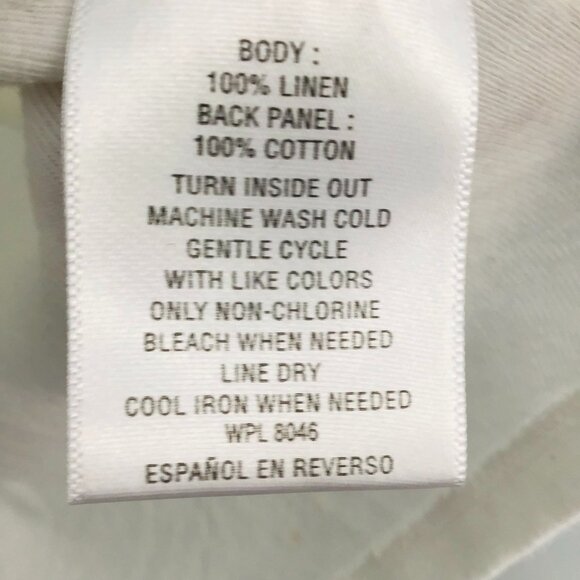 BODY :
100% LINEN
BACK PANEL :
100% COTTON
TURN INSIDE OUT
MACHINE WASH COLD
GENTLE CYCLE
WITH LIKE COLORS
ONLY NON-CHLORINE
BLEACH WHEN NEEDED
LINE DRY
COOL IRON WHEN NEEDED
WPL 8046
ESPAÑOL EN REVERSO